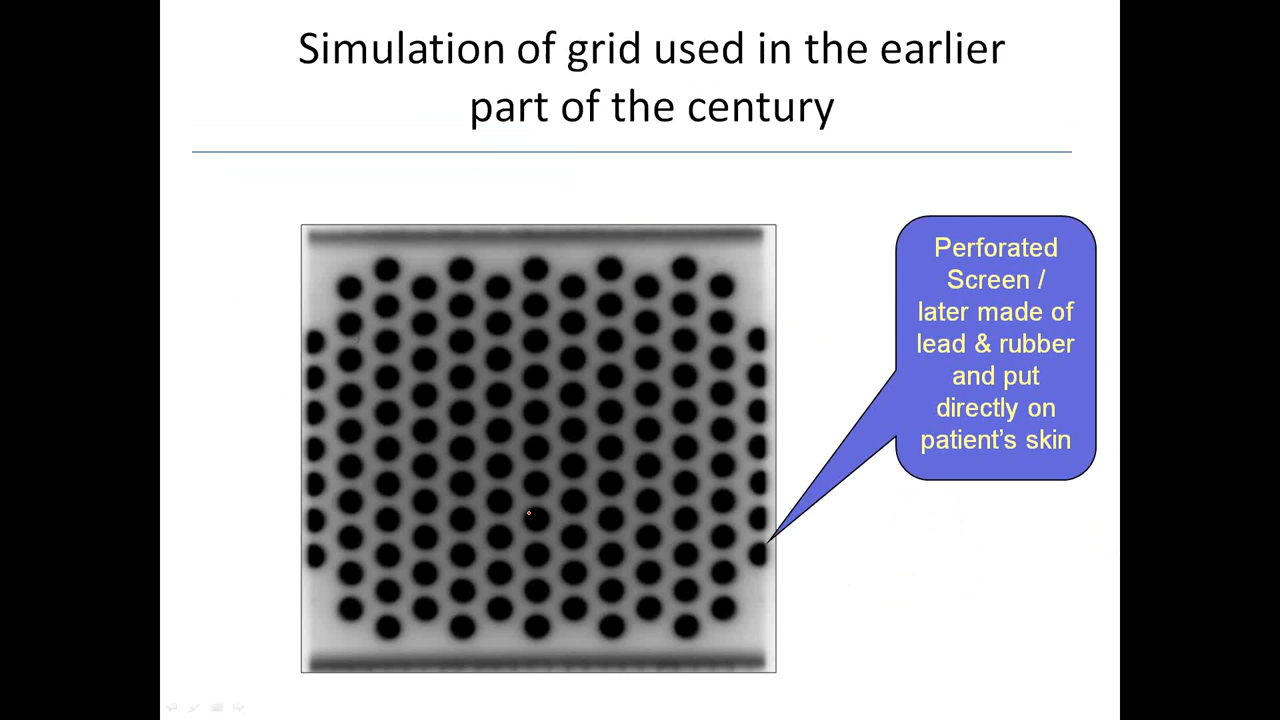 Simulation of grid used in the earlier
part of the century
Perforated
Screen /
later made of
lead & rubber
and put
directly on
patient’s skin